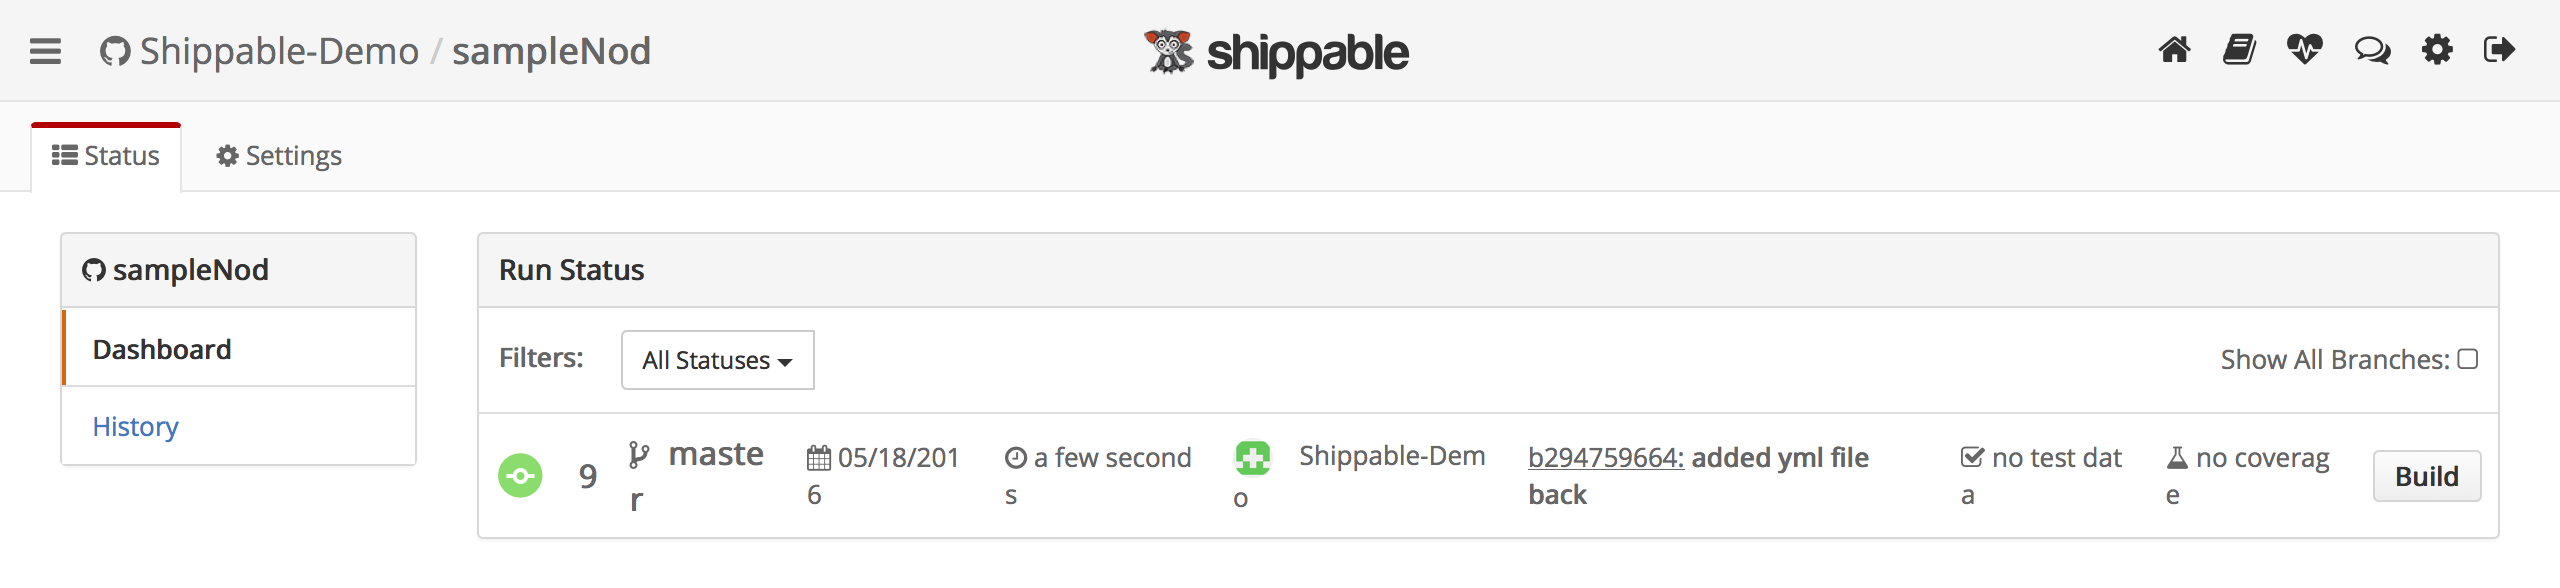 Shippable-Demo / sampleNod
shippable
Status
Settings
sampleNod
Dashboard
History
Run Status
Filters:
All Statuses
Show All Branches:
9
maste
r
05/18/201
6
a few second
s
Shippable-Dem
o
b294759664: added yml file
back
no test dat
a
no coverag
e
Build